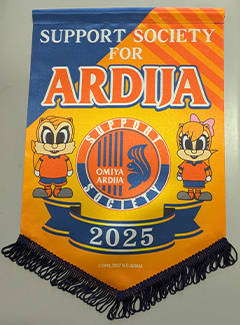 SUPPORT SOCIETY
FOR
ARDIJA
SUPPORT
OMIYA
ARDIJA
SOCIETY
2025